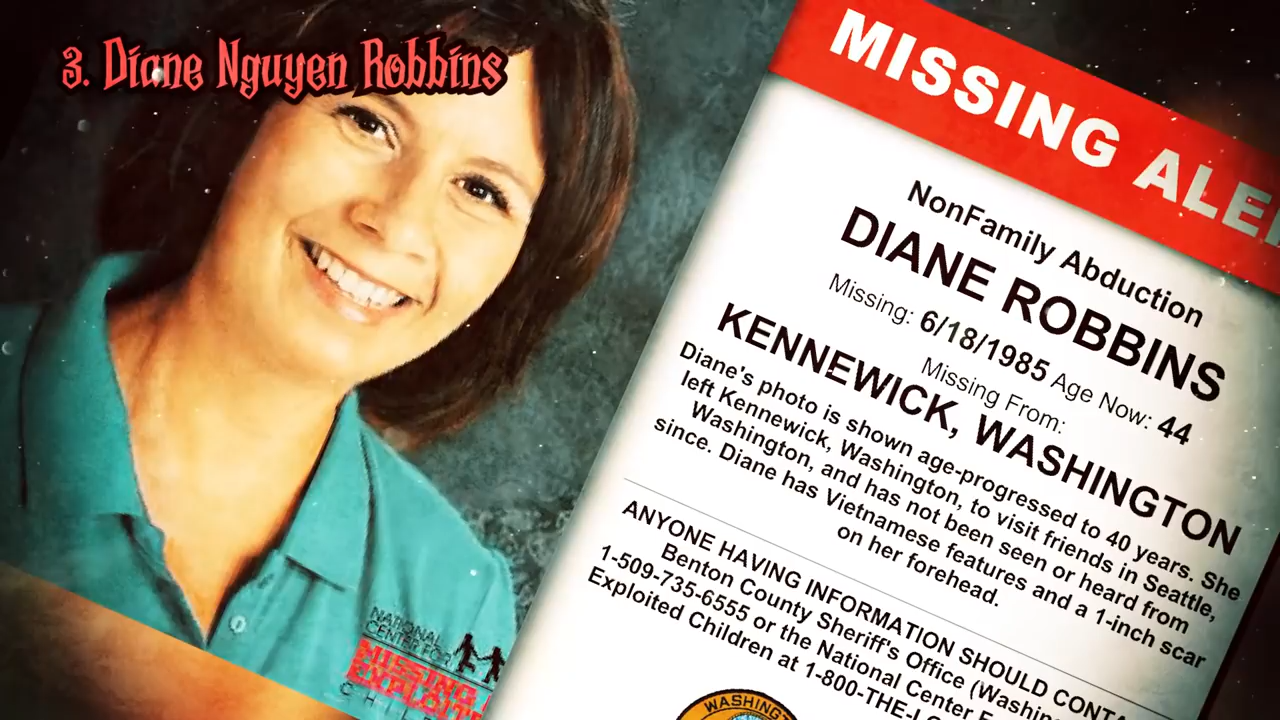 3. Diane Nguyen Robbins
MISSING
NonFamily Abduction
DIANE ROBBINS
Missing: 6/18/1985 Age Now: 44
Missing From:
KENNEWICK, WASHINGTON
Diane's photo is shown age-progressed to 40 years. She
left Kennewick, Washington, to visit friends in Seattle,
Washington, and has not been seen or heard from
since. Diane has Vietnamese features and a 1-inch scar
on her forehead.
ANYONE HAVING INFORMATION SHOULD
Benton County Sheriff's Office
1-509-735-6555 or the National Center
Exploited Children at 1-800-THE-
NATIONAL
CENTER FOR
MISSING
EXPLOIT